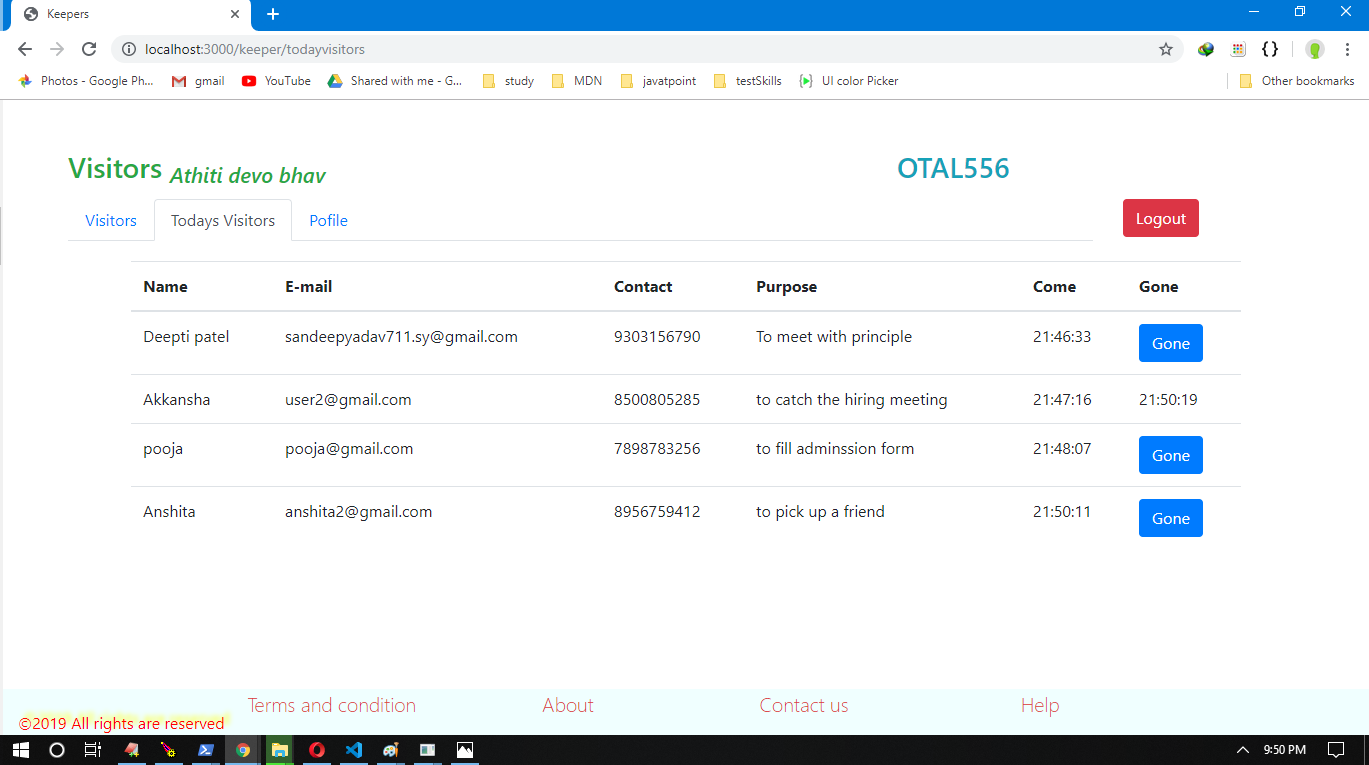 Keepers
localhost:3000/keeper/todayvisitors
Photos - Google Ph... gmail YouTube Shared with me - G... study MDN javatpoint testSkills UI color Picker Other bookmarks
Visitors Athiti devo bhav OTAL556
Visitors Todays Visitors Pofile Logout
Name E-mail Contact Purpose Come Gone
Deepti patel sandeepyadav711.sy@gmail.com 9303156790 To meet with principle 21:46:33 Gone
Akkansha user2@gmail.com 8500805285 to catch the hiring meeting 21:47:16 21:50:19
pooja pooja@gmail.com 7898783256 to fill adminssion form 21:48:07 Gone
Anshita anshita2@gmail.com 8956759412 to pick up a friend 21:50:11 Gone
Terms and condition About Contact us Help
©2019 All rights are reserved
9:50 PM